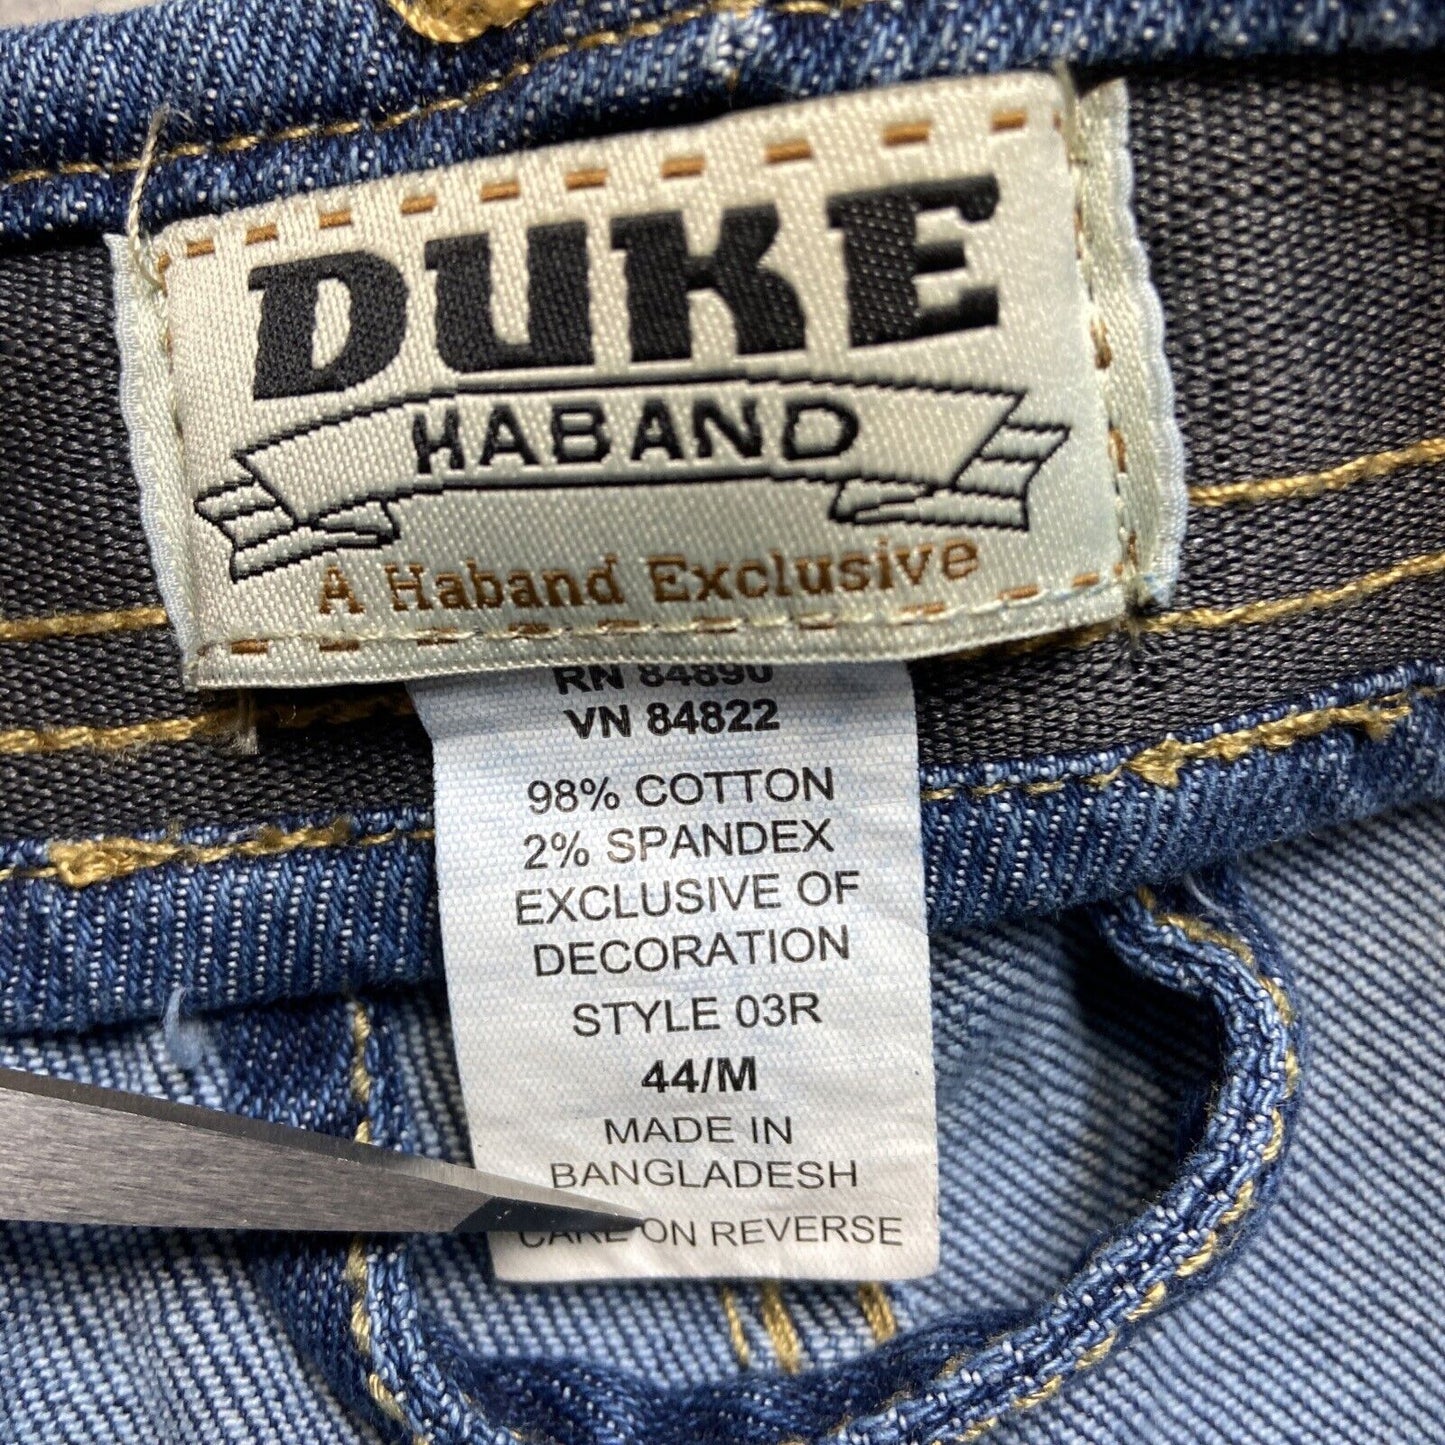 DUKE
HABAND
A Haband Exclusive
RN 84890
VN 84822
98% COTTON
2% SPANDEX
EXCLUSIVE OF
DECORATION
STYLE 03R
44/M
MADE IN
BANGLADESH
CARE ON REVERSE